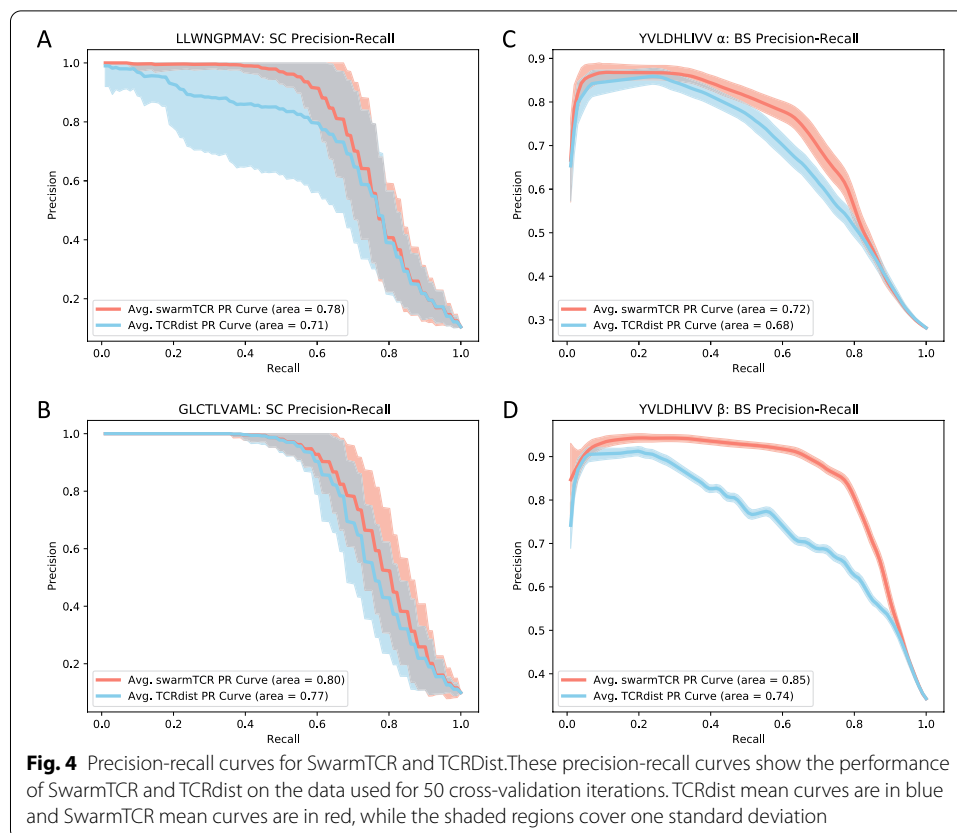 A
LLWNGPMAV: SC Precision-Recall
1.0
0.8
0.6
0.4
0.2
Precision
Avg. swarmTCR PR Curve (area = 0.78)
Avg. TCRdist PR Curve (area = 0.71)
0.0 0.2 0.4 0.6 0.8 1.0
Recall
C
YVLDHLIVV α: BS Precision-Recall
0.9
0.8
0.7
0.6
0.5
0.4
0.3
Precision
Avg. swarmTCR PR Curve (area = 0.72)
Avg. TCRdist PR Curve (area = 0.68)
0.0 0.2 0.4 0.6 0.8 1.0
Recall
B
GLCTLVAML: SC Precision-Recall
1.0
0.8
0.6
0.4
0.2
Precision
Avg. swarmTCR PR Curve (area = 0.80)
Avg. TCRdist PR Curve (area = 0.77)
0.0 0.2 0.4 0.6 0.8 1.0
Recall
D
YVLDHLIVV β: BS Precision-Recall
0.9
0.8
0.7
0.6
0.5
0.4
Precision
Avg. swarmTCR PR Curve (area = 0.85)
Avg. TCRdist PR Curve (area = 0.74)
0.0 0.2 0.4 0.6 0.8 1.0
Recall
Fig. 4 Precision-recall curves for SwarmTCR and TCRDist.These precision-recall curves show the performance
of SwarmTCR and TCRdist on the data used for 50 cross-validation iterations. TCRdist mean curves are in blue
and SwarmTCR mean curves are in red, while the shaded regions cover one standard deviation